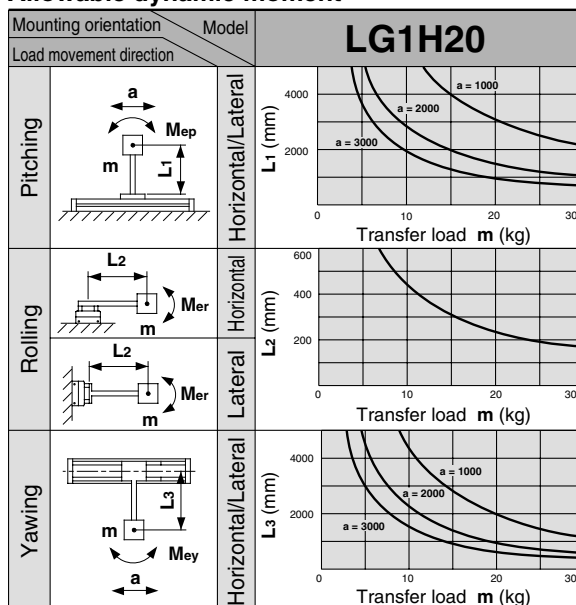 Allowable dynamic moment
Mounting orientation
Model
Load movement direction
LG1H20
Pitching
a
Mep
m
L1
Horizontal/Lateral
L1 (mm)
4000
2000
a = 1000
a = 2000
a = 3000
0 10 20 30
Transfer load m (kg)
Rolling
L2
Mer
m
Horizontal
L2
Mer
m
Lateral
L2 (mm)
600
400
200
0 10 20 30
Transfer load m (kg)
Yawing
L3
m
Mey
a
Horizontal/Lateral
L3 (mm)
4000
2000
a = 1000
a = 2000
a = 3000
0 10 20 30
Transfer load m (kg)